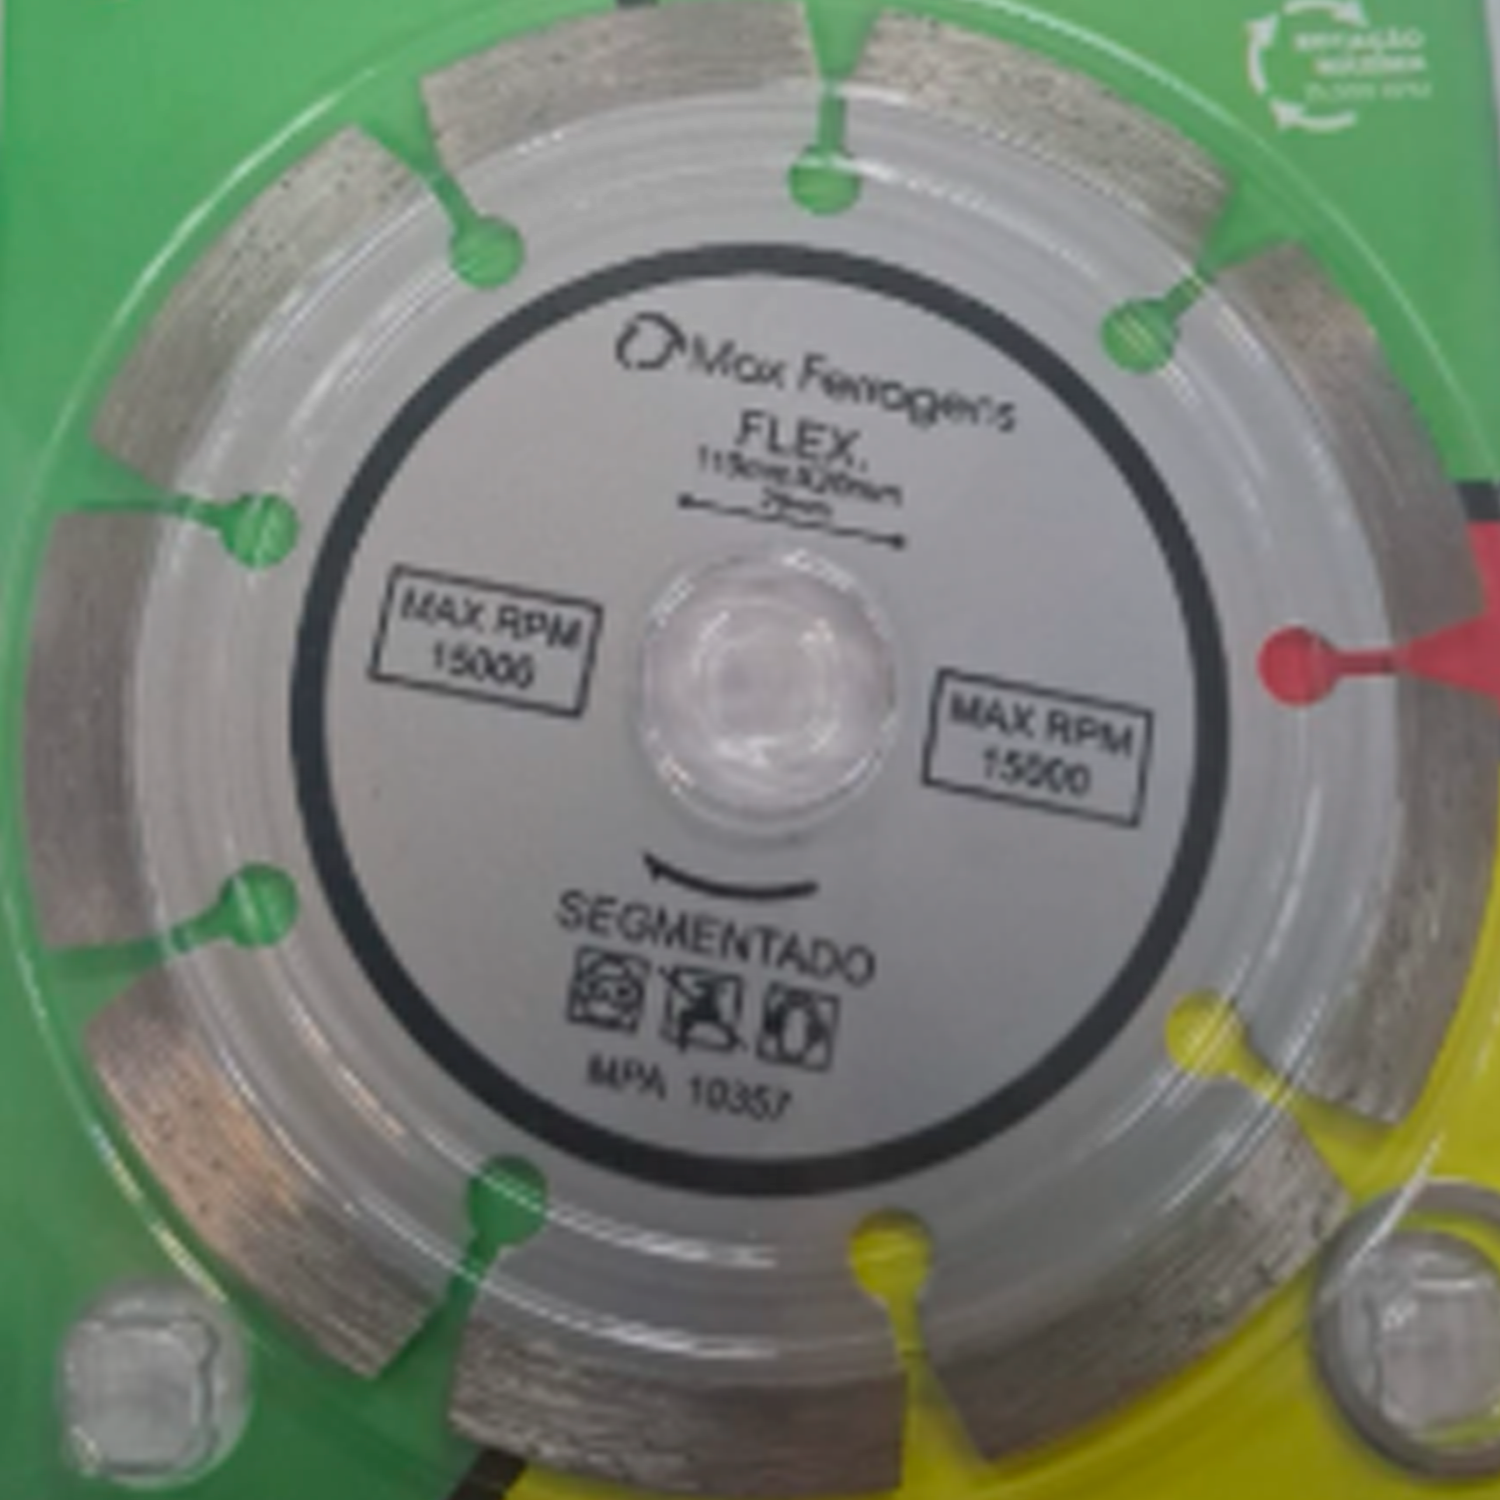 Max Ferragens
FLEX.
MAX RPM
15000
MAX RPM
15000
SEGMENTADO
MPA 10357